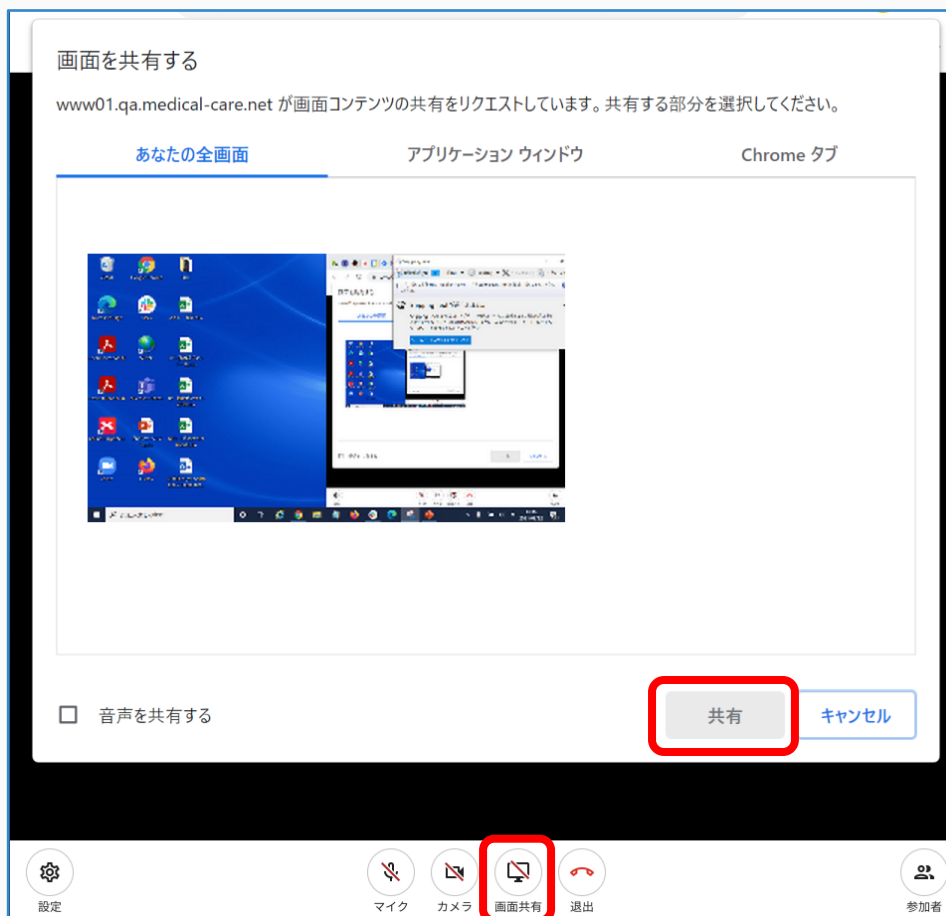 画面を共有する
www01.qa.medical-care.net が画面コンテンツの共有をリクエストしています。共有する部分を選択してください。
あなたの全画面
アプリケーション ウィンドウ
Chrome タブ
音声を共有する
共有
キャンセル
設定
マイク
カメラ
画面共有
退出
参加者